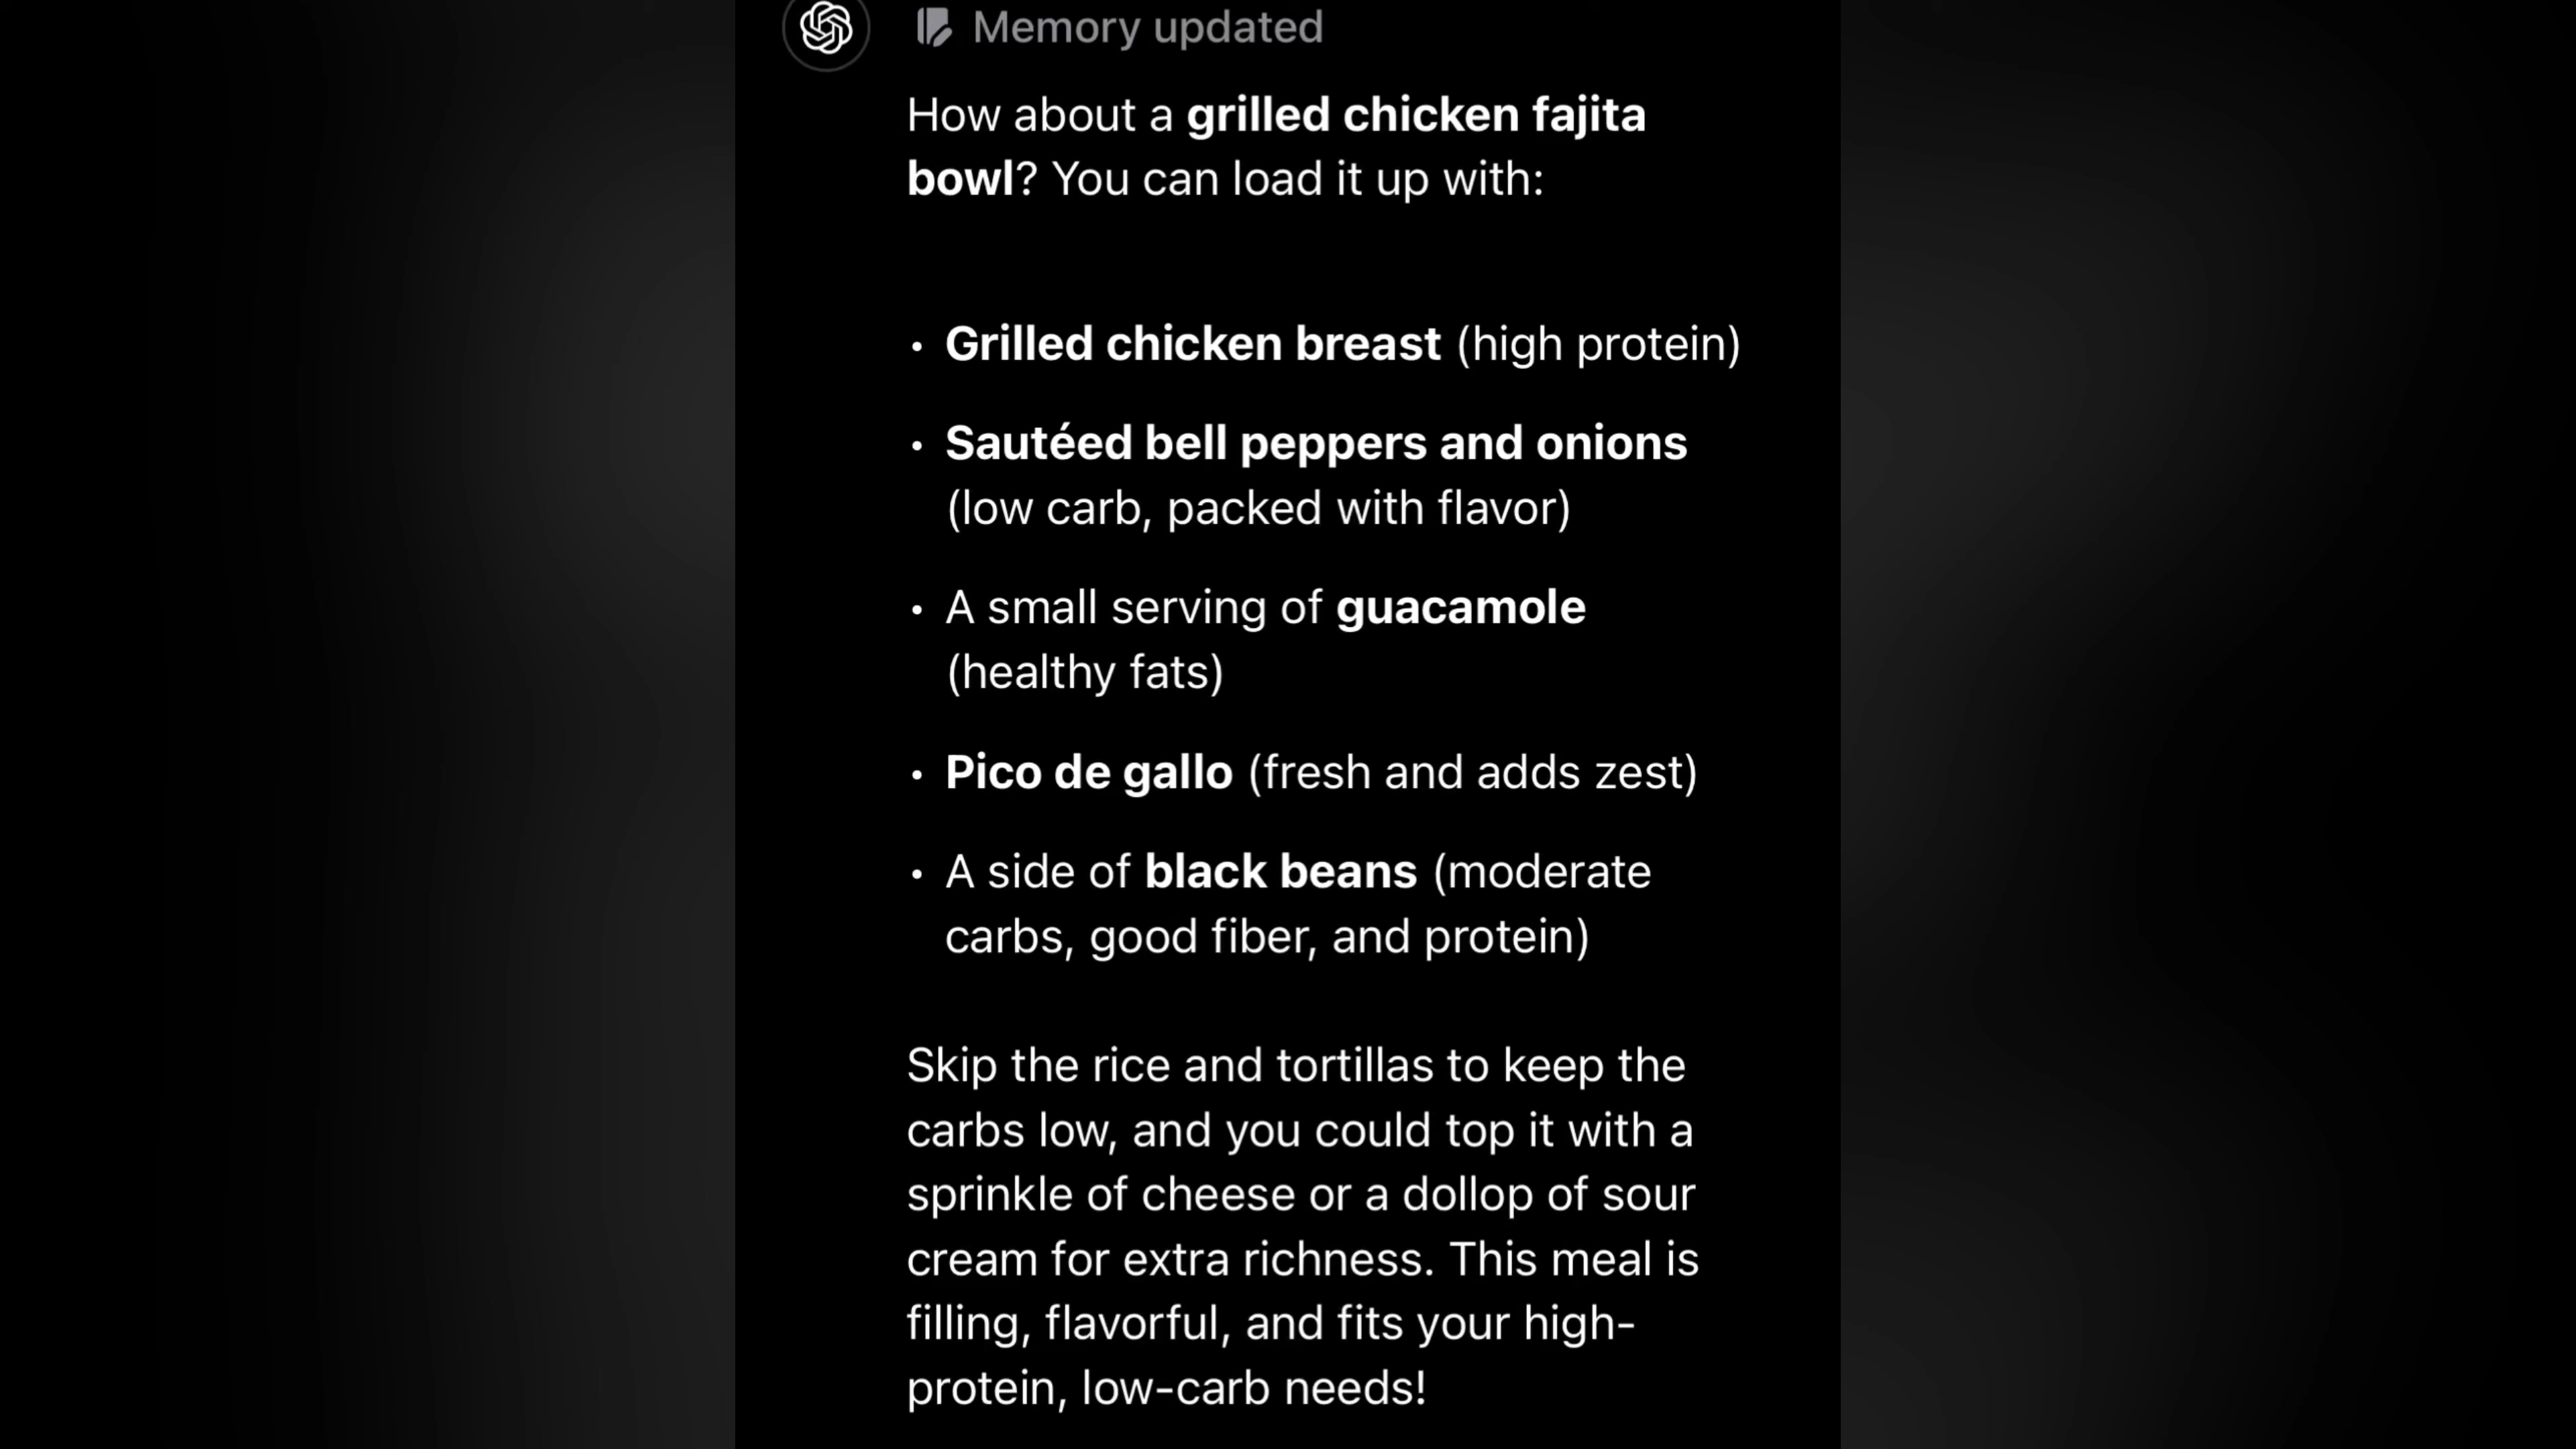 Memory updated
How about a grilled chicken fajita
bowl? You can load it up with:
• Grilled chicken breast (high protein)
• Sautéed bell peppers and onions
(low carb, packed with flavor)
• A small serving of guacamole
(healthy fats)
• Pico de gallo (fresh and adds zest)
• A side of black beans (moderate
carbs, good fiber, and protein)
Skip the rice and tortillas to keep the
carbs low, and you could top it with a
sprinkle of cheese or a dollop of sour
cream for extra richness. This meal is
filling, flavorful, and fits your high-
protein, low-carb needs!